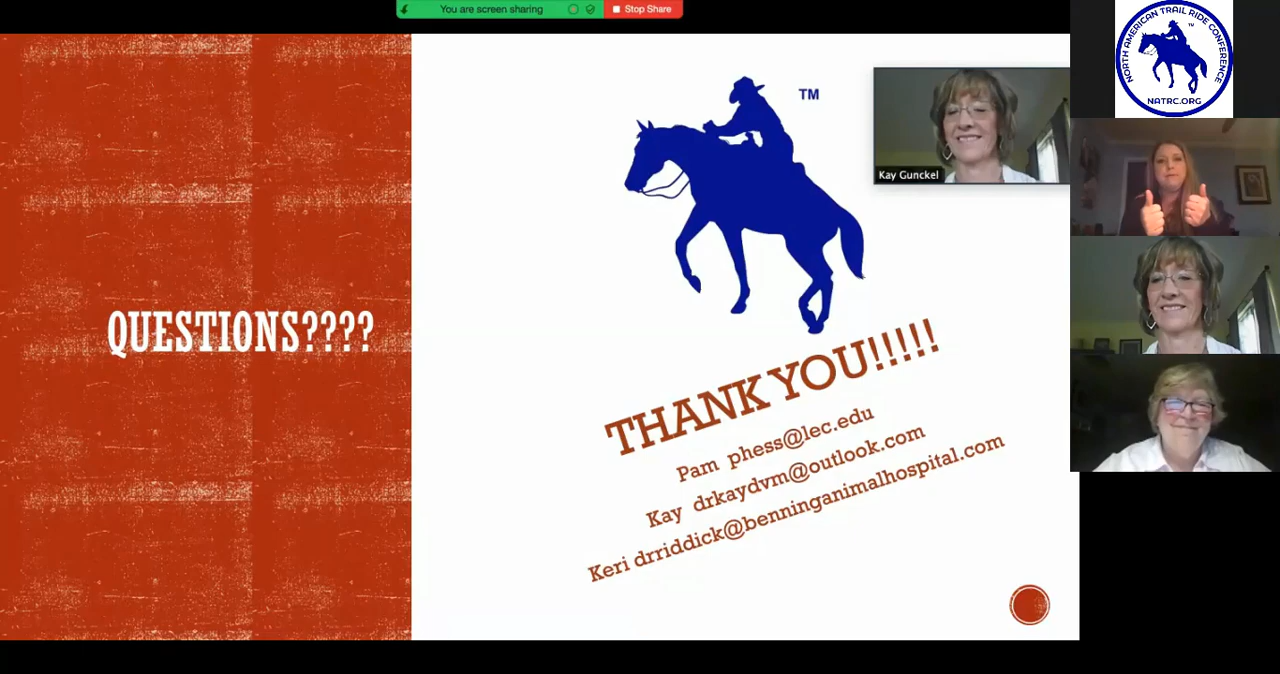 You are screen sharing
Stop Share
QUESTIONS????
TM
Kay Gunckel
THANK YOU!!!!!
Pam phess@lec.edu
Kay drkaydvm@outlook.com
Keri drriddick@benninganimalhospital.com
NORTH AMERICAN TRAIL RIDE CONFERENCE
TM
NATRC.ORG